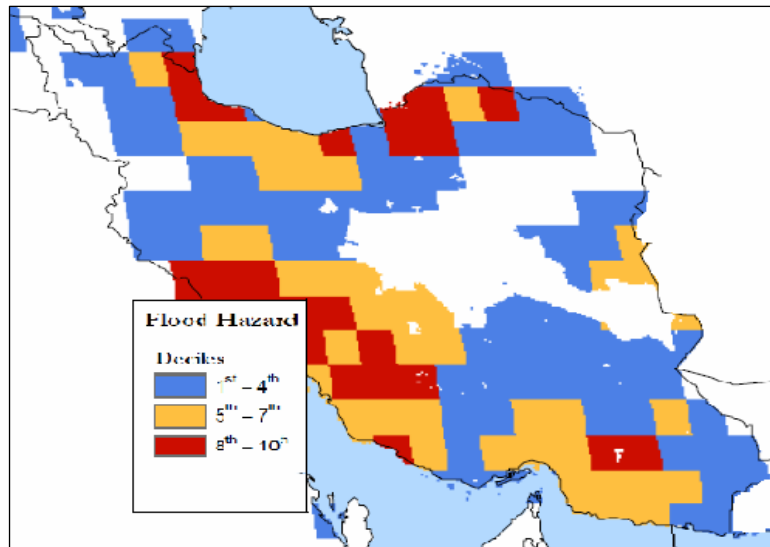 Flood Hazard
Deciles
1st – 4th
5th – 7th
8th – 10th